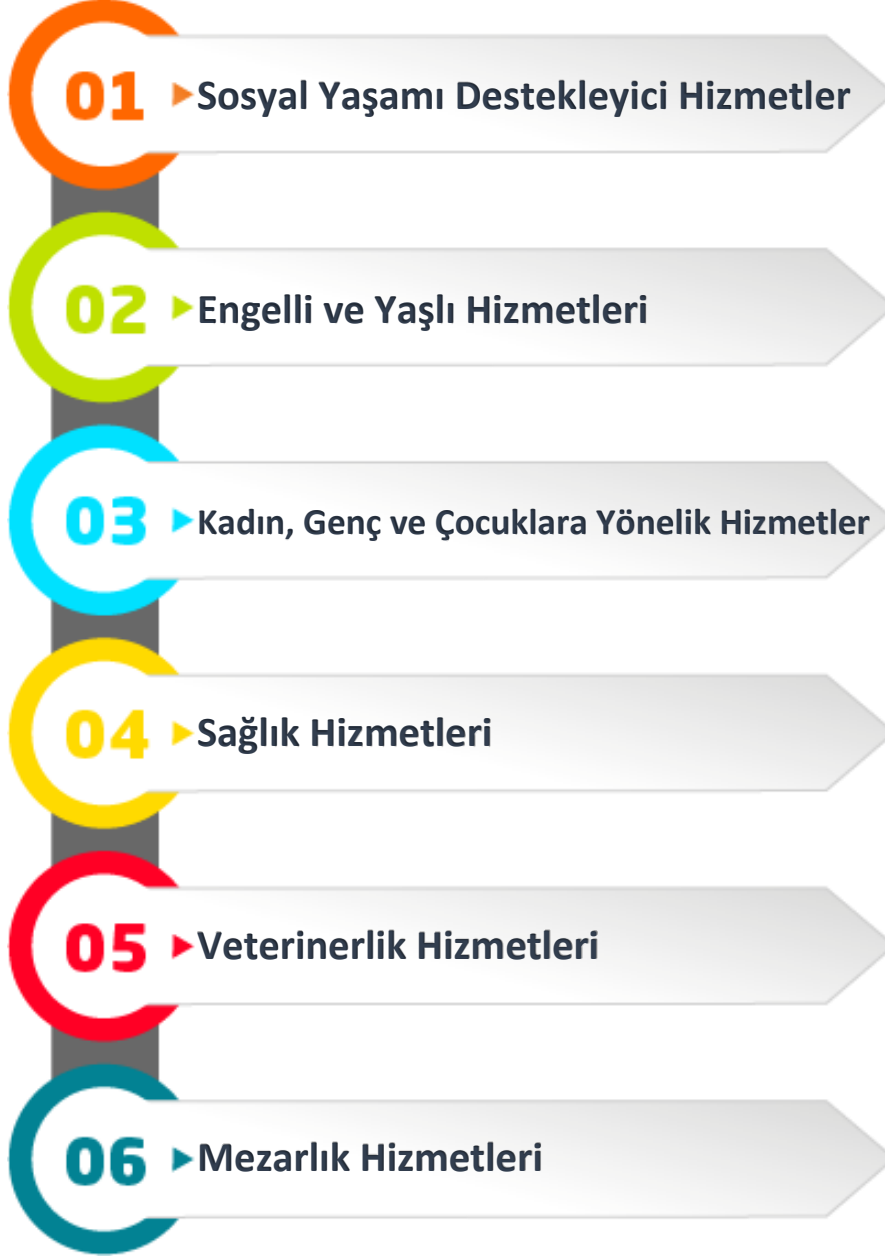 01 Sosyal Yaşamı Destekleyici Hizmetler
02 Engelli ve Yaşlı Hizmetleri
03 Kadın, Genç ve Çocuklara Yönelik Hizmetler
04 Sağlık Hizmetleri
05 Veterinerlik Hizmetleri
06 Mezarlık Hizmetleri